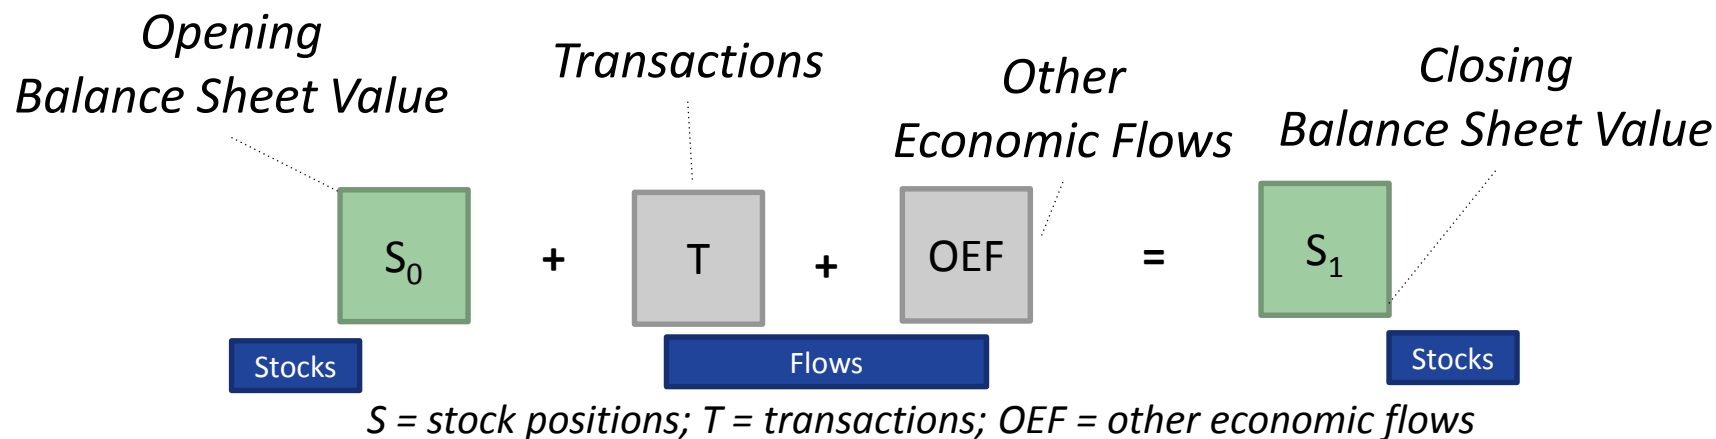 Opening
Balance Sheet Value
Transactions
Other
Economic Flows
Closing
Balance Sheet Value
S₀ + T + OEF = S₁
Stocks
Flows
Stocks
S = stock positions; T = transactions; OEF = other economic flows